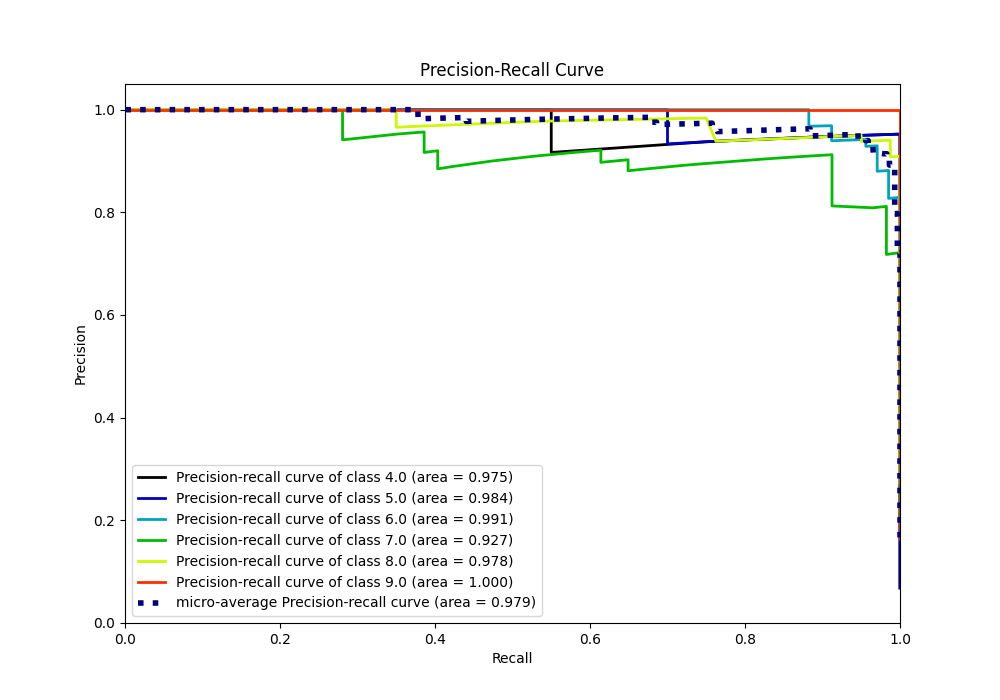 Precision-Recall Curve
1.0
0.8
0.6
0.4
0.2
0.0
Precision
Precision-recall curve of class 4.0 (area = 0.975)
Precision-recall curve of class 5.0 (area = 0.984)
Precision-recall curve of class 6.0 (area = 0.991)
Precision-recall curve of class 7.0 (area = 0.927)
Precision-recall curve of class 8.0 (area = 0.978)
Precision-recall curve of class 9.0 (area = 1.000)
micro-average Precision-recall curve (area = 0.979)
0.0 0.2 0.4 0.6 0.8 1.0
Recall